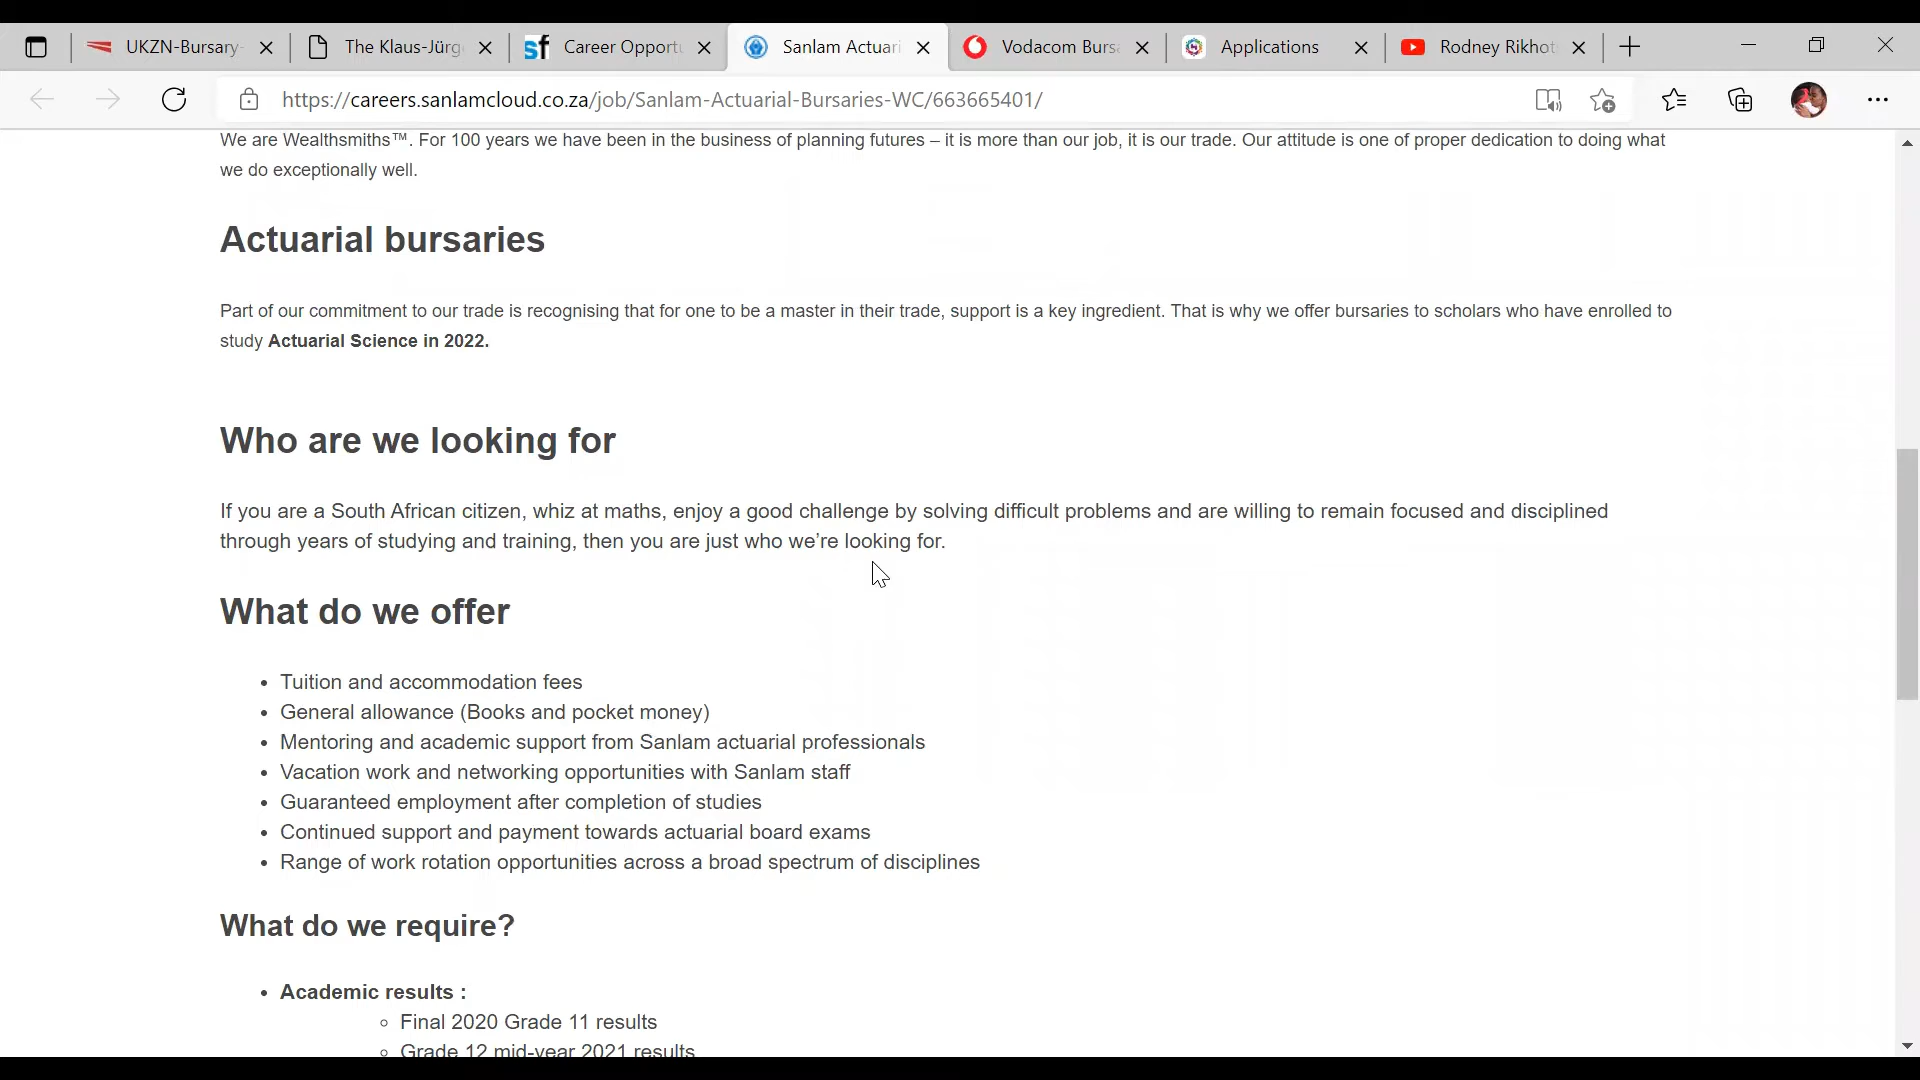 UKZN-Bursary-
The Klaus-Jürg
sf
Career Opportu
Sanlam Actuari
Vodacom Bursa
Applications
Rodney Rikhot
https://careers.sanlamcloud.co.za/job/Sanlam-Actuarial-Bursaries-WC/663665401/
We are Wealthsmiths™. For 100 years we have been in the business of planning futures – it is more than our job, it is our trade. Our attitude is one of proper dedication to doing what
we do exceptionally well.
Actuarial bursaries
Part of our commitment to our trade is recognising that for one to be a master in their trade, support is a key ingredient. That is why we offer bursaries to scholars who have enrolled to
study Actuarial Science in 2022.
Who are we looking for
If you are a South African citizen, whiz at maths, enjoy a good challenge by solving difficult problems and are willing to remain focused and disciplined
through years of studying and training, then you are just who we’re looking for.
What do we offer
• Tuition and accommodation fees
• General allowance (Books and pocket money)
• Mentoring and academic support from Sanlam actuarial professionals
• Vacation work and networking opportunities with Sanlam staff
• Guaranteed employment after completion of studies
• Continued support and payment towards actuarial board exams
• Range of work rotation opportunities across a broad spectrum of disciplines
What do we require?
• Academic results :
◦ Final 2020 Grade 11 results
◦ Grade 12 mid-year 2021 results